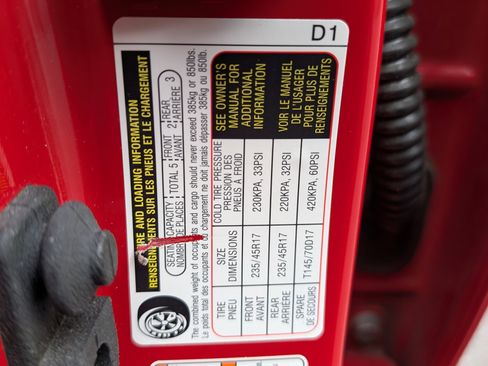 D1
TIRE AND LOADING INFORMATION
RENSEIGNEMENTS SUR LES PNEUS ET LE CHARGEMENT
SEATING CAPACITY TOTAL 5 FRONT 2 REAR 3
NOMBRE DE PLACES AVANT ARRIÈRE
The combined weight of occupants and cargo should never exceed 385kg or 850lbs.
Le poids total des occupants et du chargement ne doit jamais dépasser 385kg ou 850lb.
TIRE SIZE COLD TIRE PRESSURE SEE OWNER'S
PNEU DIMENSIONS PRESSION DES MANUAL FOR
PNEUS A FROID ADDITIONAL
INFORMATION
FRONT 235/45R17 230KPA, 33PSI
AVANT
REAR 235/45R17 220KPA, 32PSI VOIR LE MANUEL
ARRIÈRE DE L'USAGER
SPARE T145/70D17 420KPA, 60PSI POUR PLUS DE
DE SECOURS RENSEIGNEMENTS